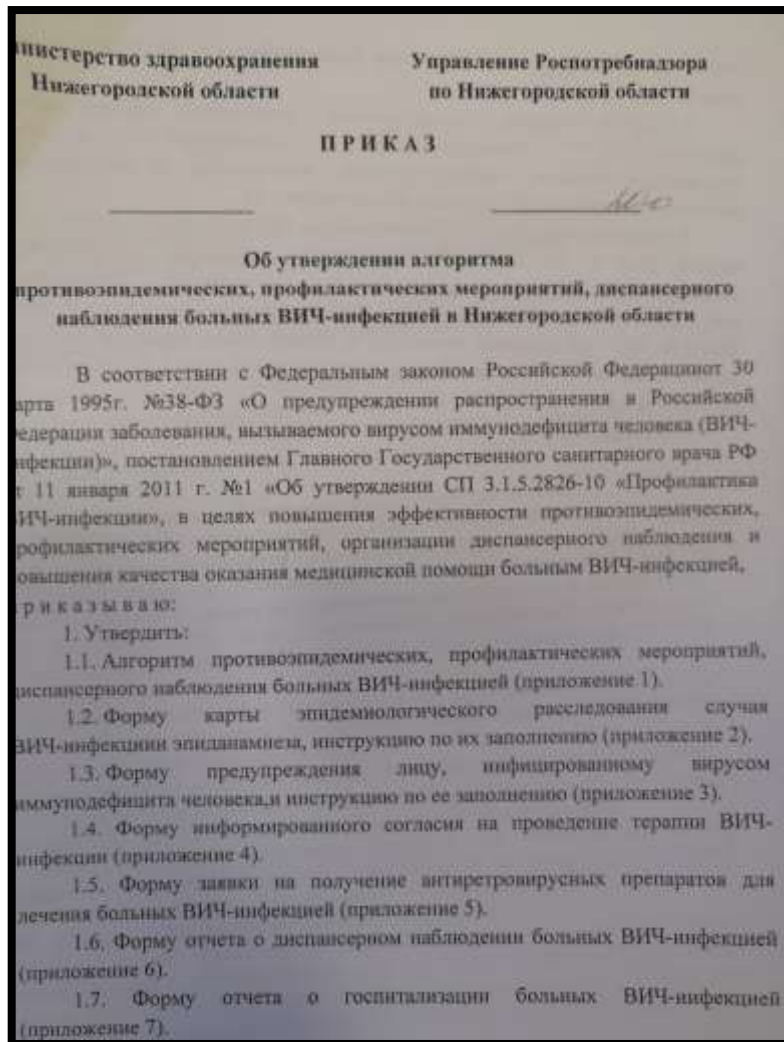 нистерство здравоохранения
Нижегородской области
Управление Роспотребнадзора
по Нижегородской области
П Р И К А З
Об утверждении алгоритма
противоэпидемических, профилактических мероприятий, диспансерного
наблюдения больных ВИЧ-инфекцией в Нижегородской области
В соответствии с Федеральным законом Российской Федерацииот 30
арта 1995г. №38-ФЗ «О предупреждении распространения в Российской
едерации заболевания, вызываемого вирусом иммунодефицита человека (ВИЧ-
нфекции)», постановлением Главного Государственного санитарного врача РФ
т 11 января 2011 г. №1 «Об утверждении СП 3.1.5.2826-10 «Профилактика
ВИЧ-инфекции», в целях повышения эффективности противоэпидемических,
рофилактических мероприятий, организации диспансерного наблюдения и
овышения качества оказания медицинской помощи больным ВИЧ-инфекцией,
п р и к а з ы в а ю:
1. Утвердить:
1.1. Алгоритм противоэпидемических, профилактических мероприятий,
диспансерного наблюдения больных ВИЧ-инфекцией (приложение 1).
1.2. Форму карты эпидемиологического расследования случая
ВИЧ-инфекциии эпиданамнеза, инструкцию по их заполнению (приложение 2).
1.3. Форму предупреждения лицу, инфицированному вирусом
иммунодефицита человека,и инструкцию по ее заполнению (приложение 3).
1.4. Форму информированного согласия на проведение терапии ВИЧ-
инфекции (приложение 4).
1.5. Форму заявки на получение антиретровирусных препаратов для
лечения больных ВИЧ-инфекцией (приложение 5).
1.6. Форму отчета о диспансерном наблюдении больных ВИЧ-инфекцией
(приложение 6).
1.7. Форму отчета о госпитализации больных ВИЧ-инфекцией
(приложение 7).